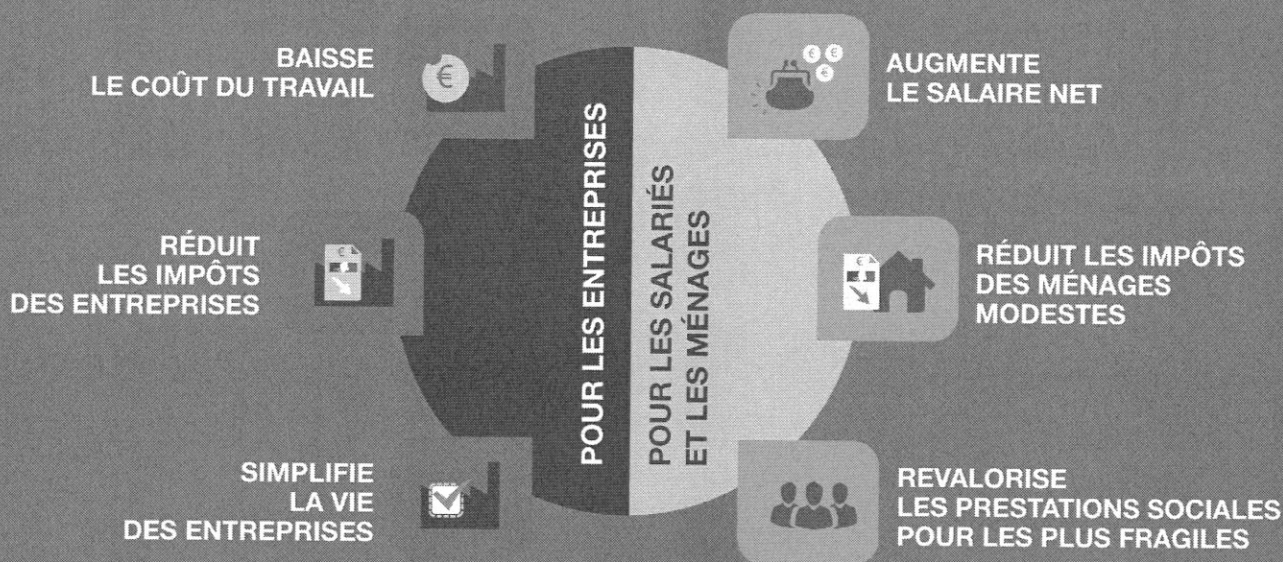 BAISSE
LE COÛT DU TRAVAIL
RÉDUIT
LES IMPÔTS
DES ENTREPRISES
SIMPLIFIE
LA VIE
DES ENTREPRISES
POUR LES ENTREPRISES
POUR LES SALARIÉS
ET LES MÉNAGES
AUGMENTE
LE SALAIRE NET
RÉDUIT LES IMPÔTS
DES MÉNAGES
MODESTES
REVALORISE
LES PRESTATIONS SOCIALES
POUR LES PLUS FRAGILES